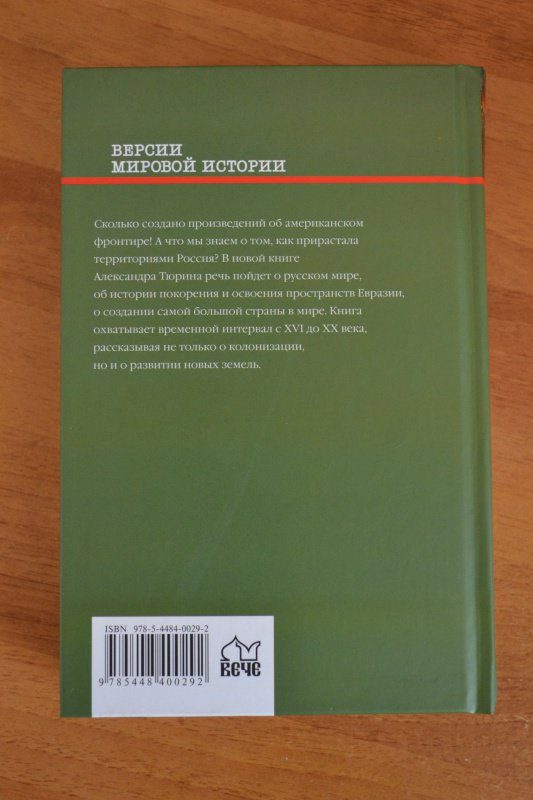 ВЕРСИИ
МИРОВОЙ ИСТОРИИ
Сколько создано произведений об американском
фронтире! А что мы знаем о том, как прирастала
территориями Россия? В новой книге
Александра Тюрина речь пойдет о русском мире,
об истории покорения и освоения пространств Евразии,
о создании самой большой страны в мире. Книга
охватывает временной интервал с XVI до XX века,
рассказывая не только о колонизации,
но и о развитии новых земель.
ISBN 978-5-4484-0029-2
9 785448 400292
ВЕЧЕ